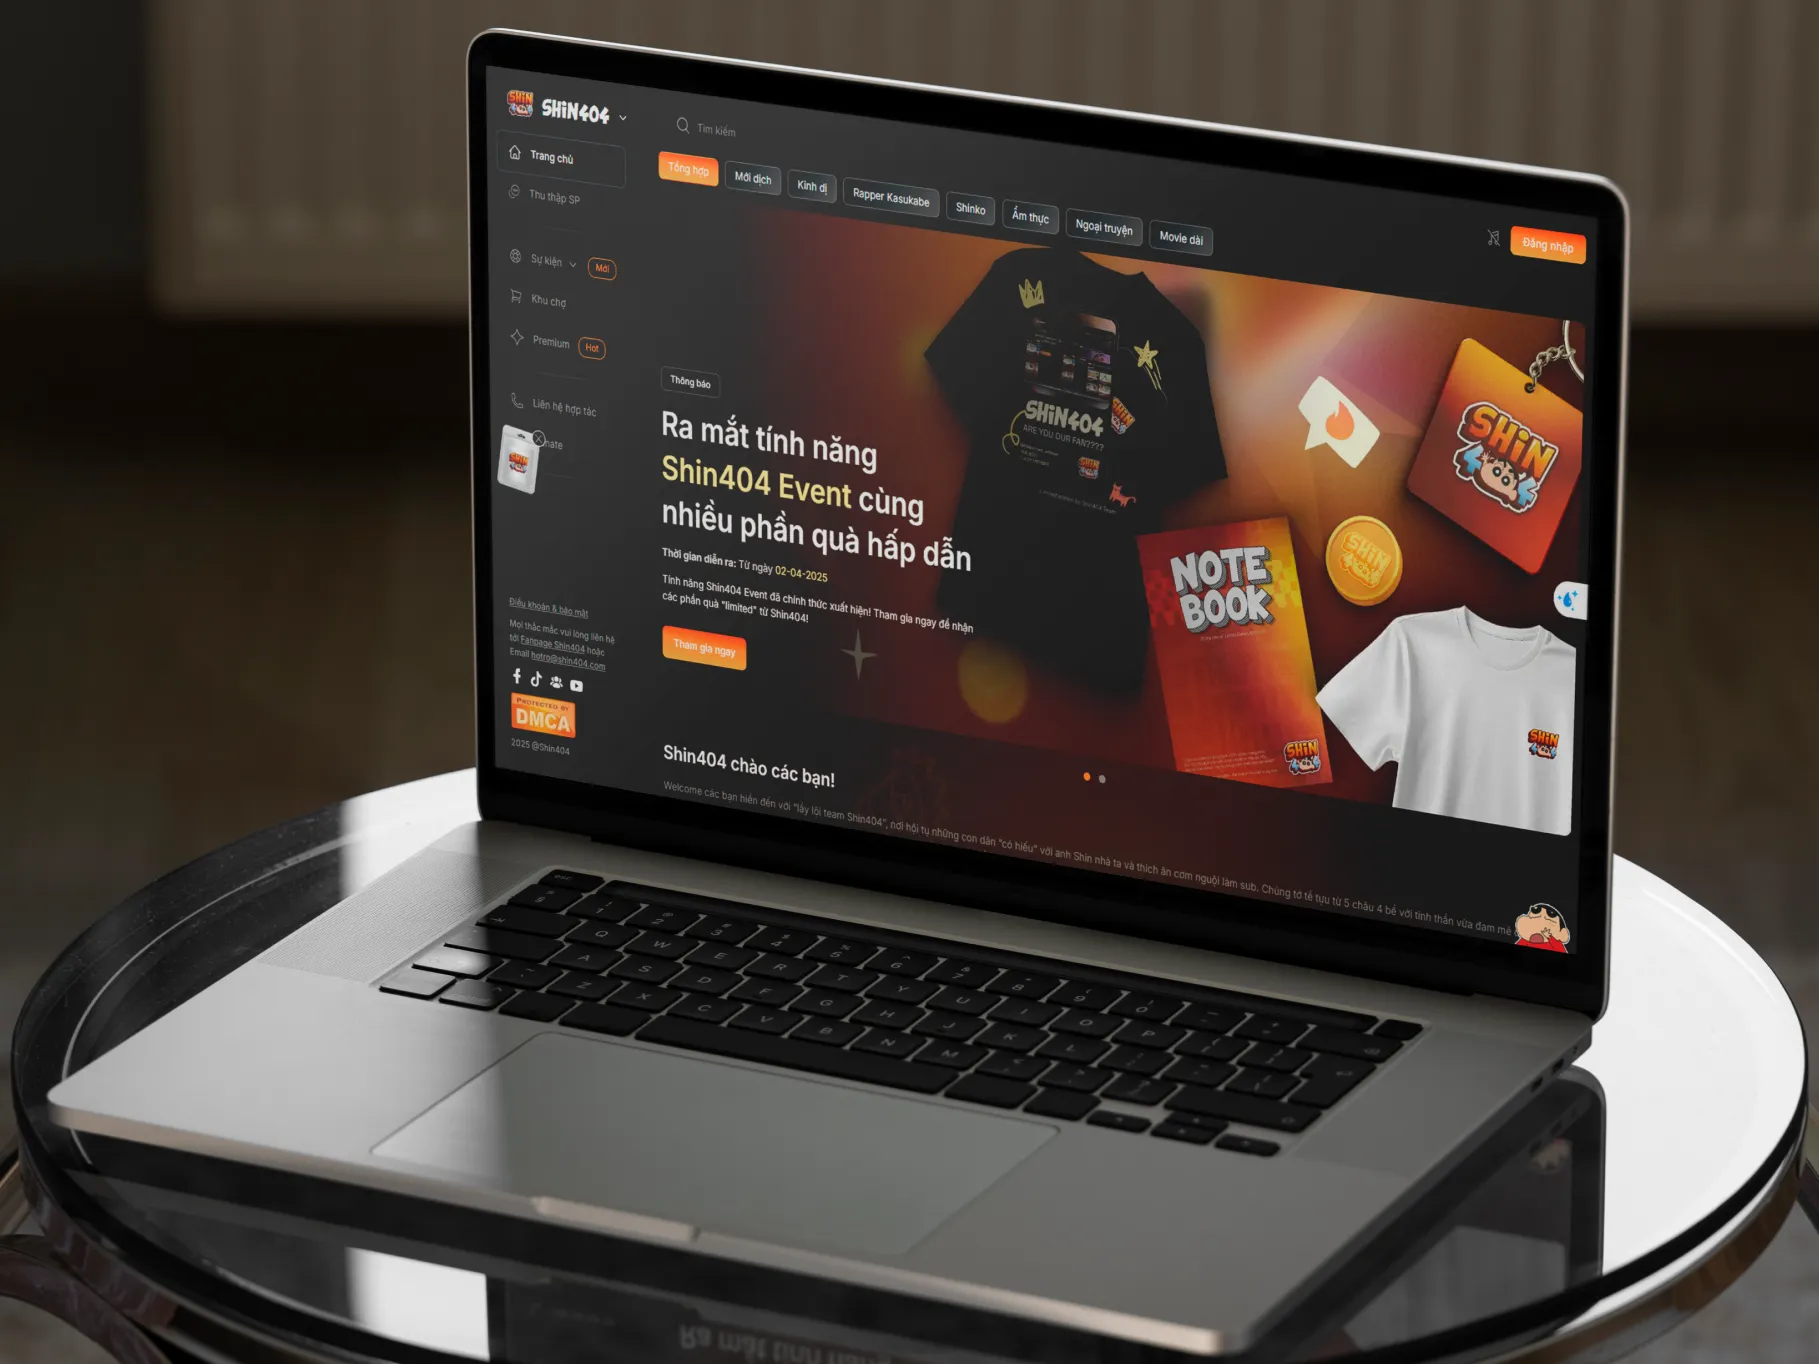 SHiN404
Tìm kiếm
Trang chủ
Thu thập SP
Sự kiện
Mới
Khu chợ
Premium
Hot
Liên hệ hợp tác
Điều khoản & bảo mật
Mọi thắc mắc vui lòng liên hệ
tới Fanpage Shin404 hoặc
Email hotro@shin404.com
PROTECTED BY
DMCA
2025 @Shin404
Tổng hợp
Mới dịch
Kinh dị
Rapper Kasukabe
Shinko
Ẩm thực
Ngoại truyện
Movie dài
Đăng nhập
Thông báo
Ra mắt tính năng
Shin404 Event cùng
nhiều phần quà hấp dẫn
Thời gian diễn ra: Từ ngày 02-04-2025
Tính năng Shin404 Event đã chính thức xuất hiện! Tham gia ngay để nhận
các phần quà "limited" từ Shin404!
Tham gia ngay
SHiN404
ARE YOU OUR FAN????
SHiN
NOTE
BOOK
SHiN
SHiN
SHiN
Shin404 chào các bạn!
Welcome các bạn hiền đến với "lầy lội team Shin404", nơi hội tụ những con dân "có hiếu" với anh Shin nhà ta và thích ăn cơm nguội làm sub. Chúng tớ tề tựu từ 5 châu 4 bể với tinh thần vừa đam mê
esc
Q W E R T Y U I O P
A S D F G H J K L
Z X C V B N M